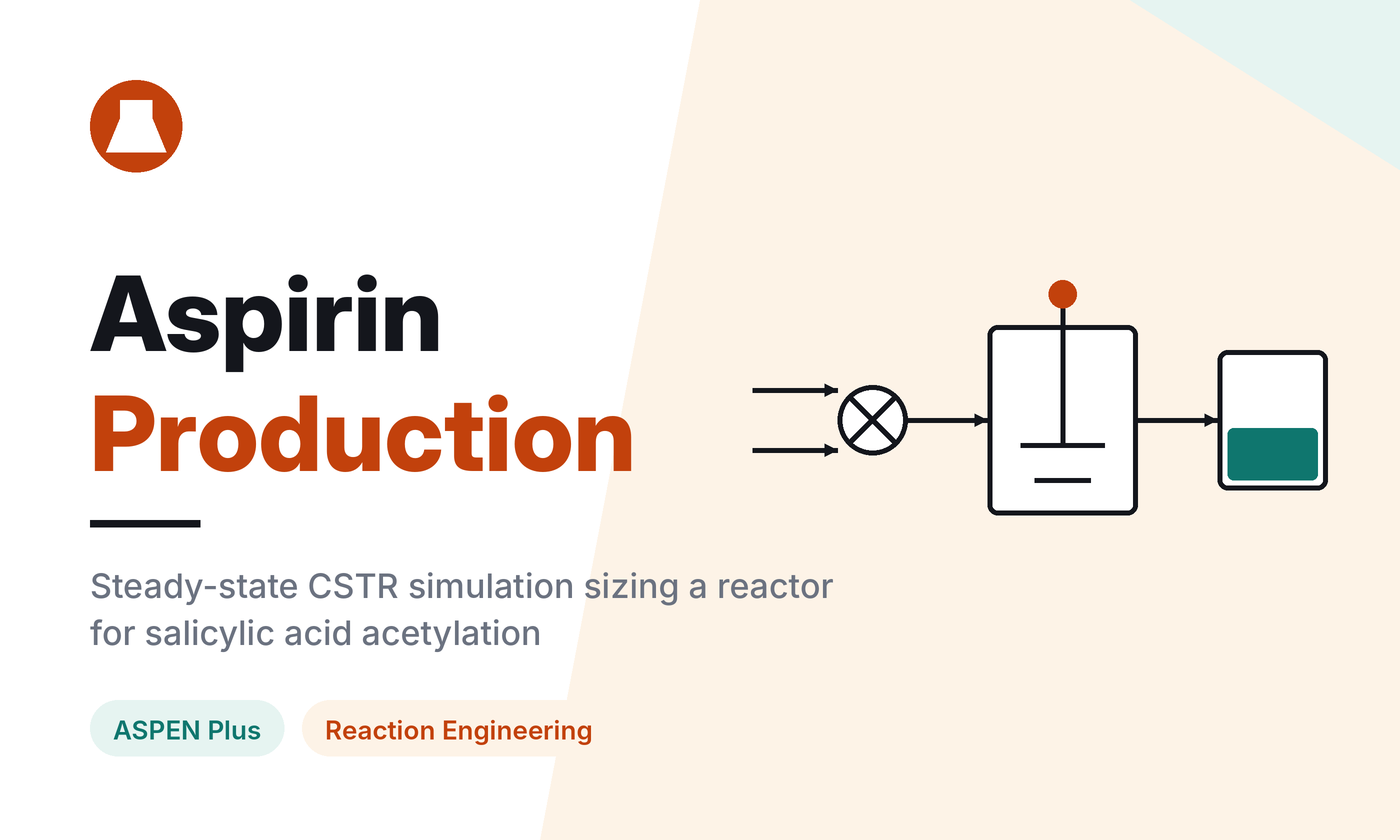 Aspirin
Production
Steady-state CSTR simulation sizing a reactor
for salicylic acid acetylation
ASPEN Plus
Reaction Engineering